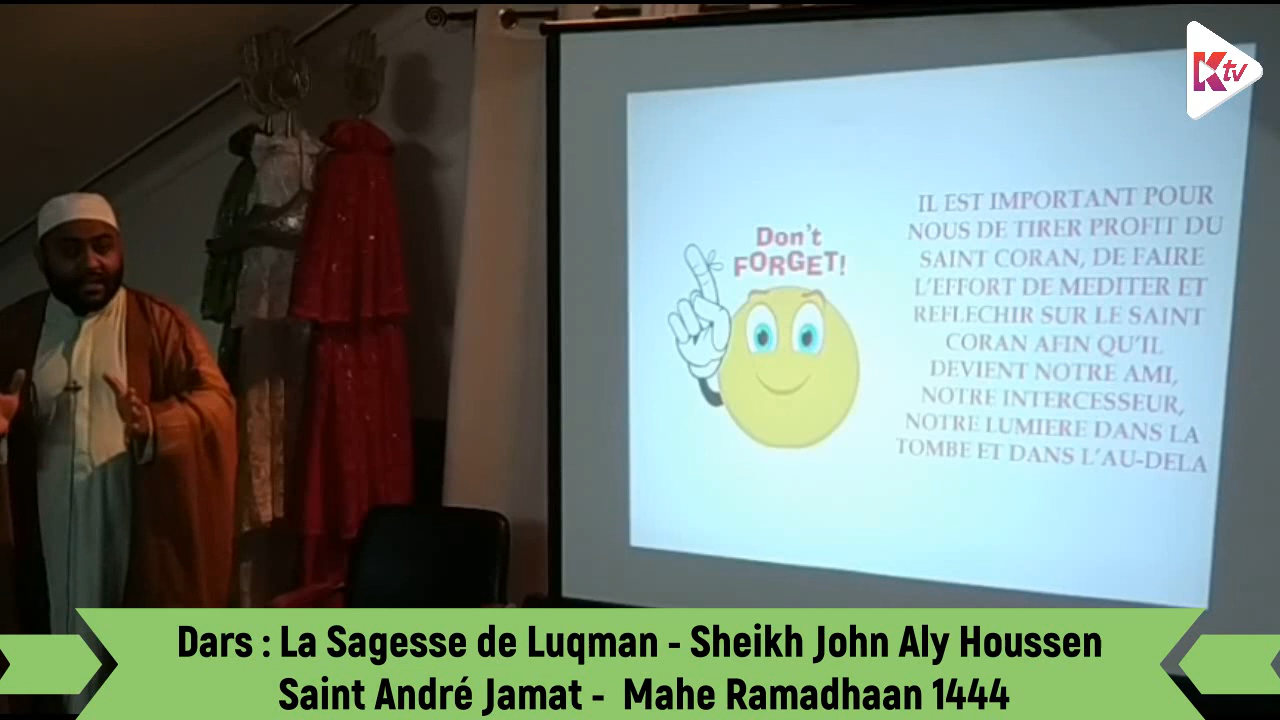 Ktv
Don't
FORGET!
IL EST IMPORTANT POUR
NOUS DE TIRER PROFIT DU
SAINT CORAN, DE FAIRE
L'EFFORT DE MEDITER ET
REFLECHIR SUR LE SAINT
CORAN AFIN QU'IL
DEVIENT NOTRE AMI,
NOTRE INTERCESSEUR,
NOTRE LUMIERE DANS LA
TOMBE ET DANS L'AU-DELA
Dars : La Sagesse de Luqman - Sheikh John Aly Houssen
Saint André Jamat - Mahe Ramadhaan 1444